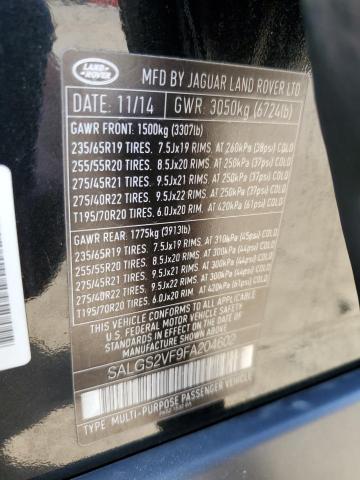 LAND
ROVER
MFD BY JAGUAR LAND ROVER LTD
DATE: 11/14 GWR: 3050kg (6724lb)
GAWR FRONT: 1500kg (3307lb)
235/65R19 TIRES. 7.5Jx19 RIMS. AT 260kPa (38psi) COLD
255/55R20 TIRES. 8.5Jx20 RIMS. AT 250kPa (37psi) COLD
275/45R21 TIRES. 9.5Jx21 RIMS. AT 250kPa (37psi) COLD
275/40R22 TIRES. 9.5Jx22 RIMS. AT 250kPa (37psi) COLD
T195/70R20 TIRES. 6.0Jx20 RIMS. AT 420kPa (61psi) COLD
GAWR REAR: 1775kg (3913lb)
235/65R19 TIRES. 7.5Jx19 RIMS. AT 310kPa (45psi) COLD
255/55R20 TIRES. 8.5Jx20 RIMS. AT 300kPa (44psi) COLD
275/45R21 TIRES. 9.5Jx21 RIMS. AT 300kPa (44psi) COLD
275/40R22 TIRES. 9.5Jx22 RIMS. AT 300kPa (44psi) COLD
T195/70R20 TIRES. 6.0Jx20 RIMS. AT 420kPa (61psi) COLD
THIS VEHICLE CONFORMS TO ALL APPLICABLE
U.S. FEDERAL MOTOR VEHICLE SAFETY AND
THEFT PREVENTION STANDARDS IN EFFECT ON THE
DATE OF MANUFACTURE SHOWN ABOVE.
SALGS2VF9FA204602
TYPE: MULTI-PURPOSE PASSENGER VEHICLE